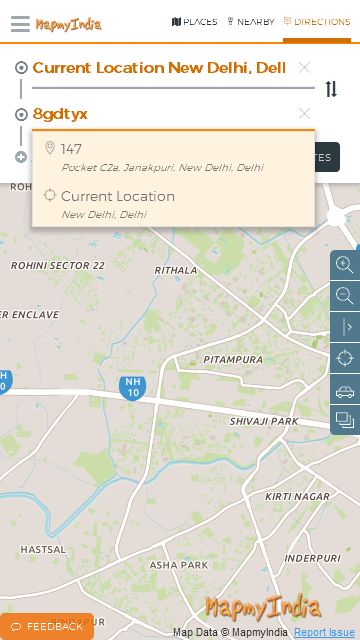 MapmyIndia PLACES NEARBY DIRECTIONS
Current Location New Delhi, Dell
8gdtyx
147
Pocket C2a, Janakpuri, New Delhi, Delhi
TES
Current Location
New Delhi, Delhi
ROHINI SECTOR 22
RITHALA
ER ENCLAVE
PITAMPURA
NH
10
SHIVAJI PARK
KIRTI NAGAR
HASTSAL
ASHA PARK
INDERPURI
MapmyIndia
FEEDBACK
Map Data © MapmyIndia, Report Issue